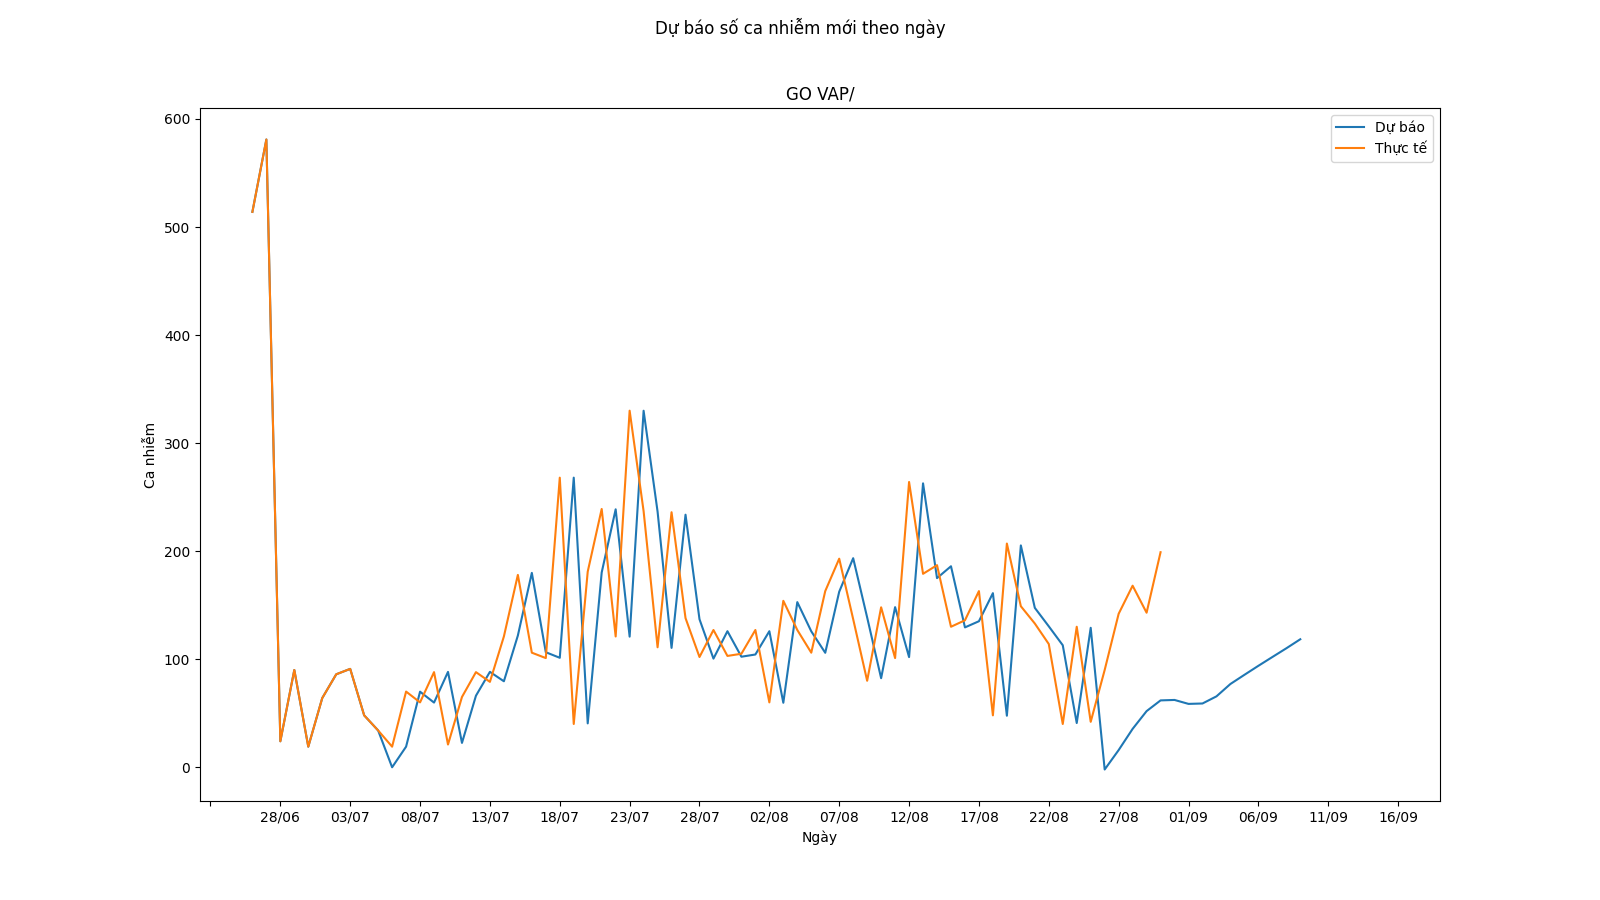 Dự báo số ca nhiễm mới theo ngày
GO VAP/
Dự báo
Thực tế
600
500
400
300
200
100
0
Ca nhiễm
28/06 03/07 08/07 13/07 18/07 23/07 28/07 02/08 07/08 12/08 17/08 22/08 27/08 01/09 06/09 11/09 16/09
Ngày